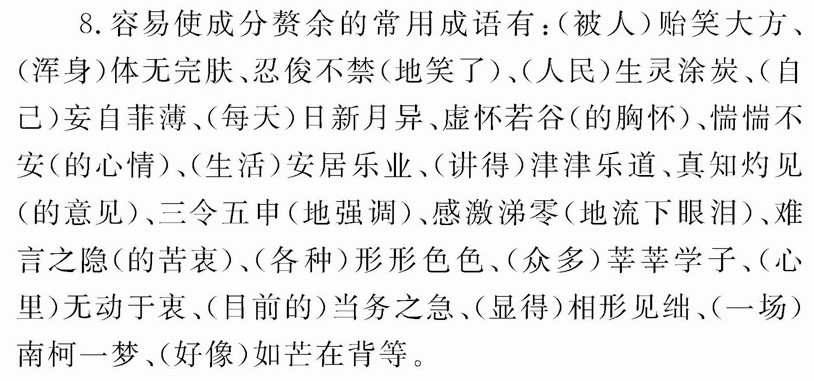 8.容易使成分赘余的常用成语有:(被人)贻笑大方、
(浑身)体无完肤、忍俊不禁(地笑了)、(人民)生灵涂炭、(自
己)妄自菲薄、(每天)日新月异、虚怀若谷(的胸怀)、惴惴不
安(的心情)、(生活)安居乐业、(讲得)津津乐道、真知灼见
(的意见)、三令五申(地强调)、感激涕零(地流下眼泪)、难
言之隐(的苦衷)、(各种)形形色色、(众多)莘莘学子、(心
里)无动于衷、(目前的)当务之急、(显得)相形见绌、(一场)
南柯一梦、(好像)如芒在背等。